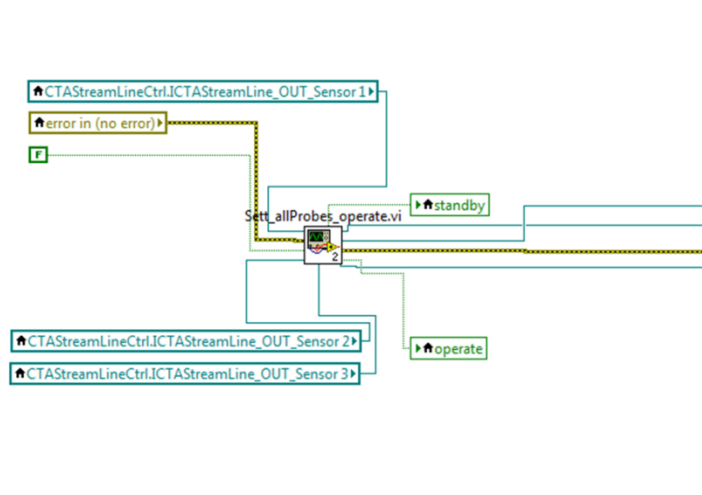 CTAStreamLineCtrl.ICTAStreamLine_OUT_Sensor 1
error in (no error)
F
standby
Sett_allProbes_operate.vi
2
CTAStreamLineCtrl.ICTAStreamLine_OUT_Sensor 2
operate
CTAStreamLineCtrl.ICTAStreamLine_OUT_Sensor 3